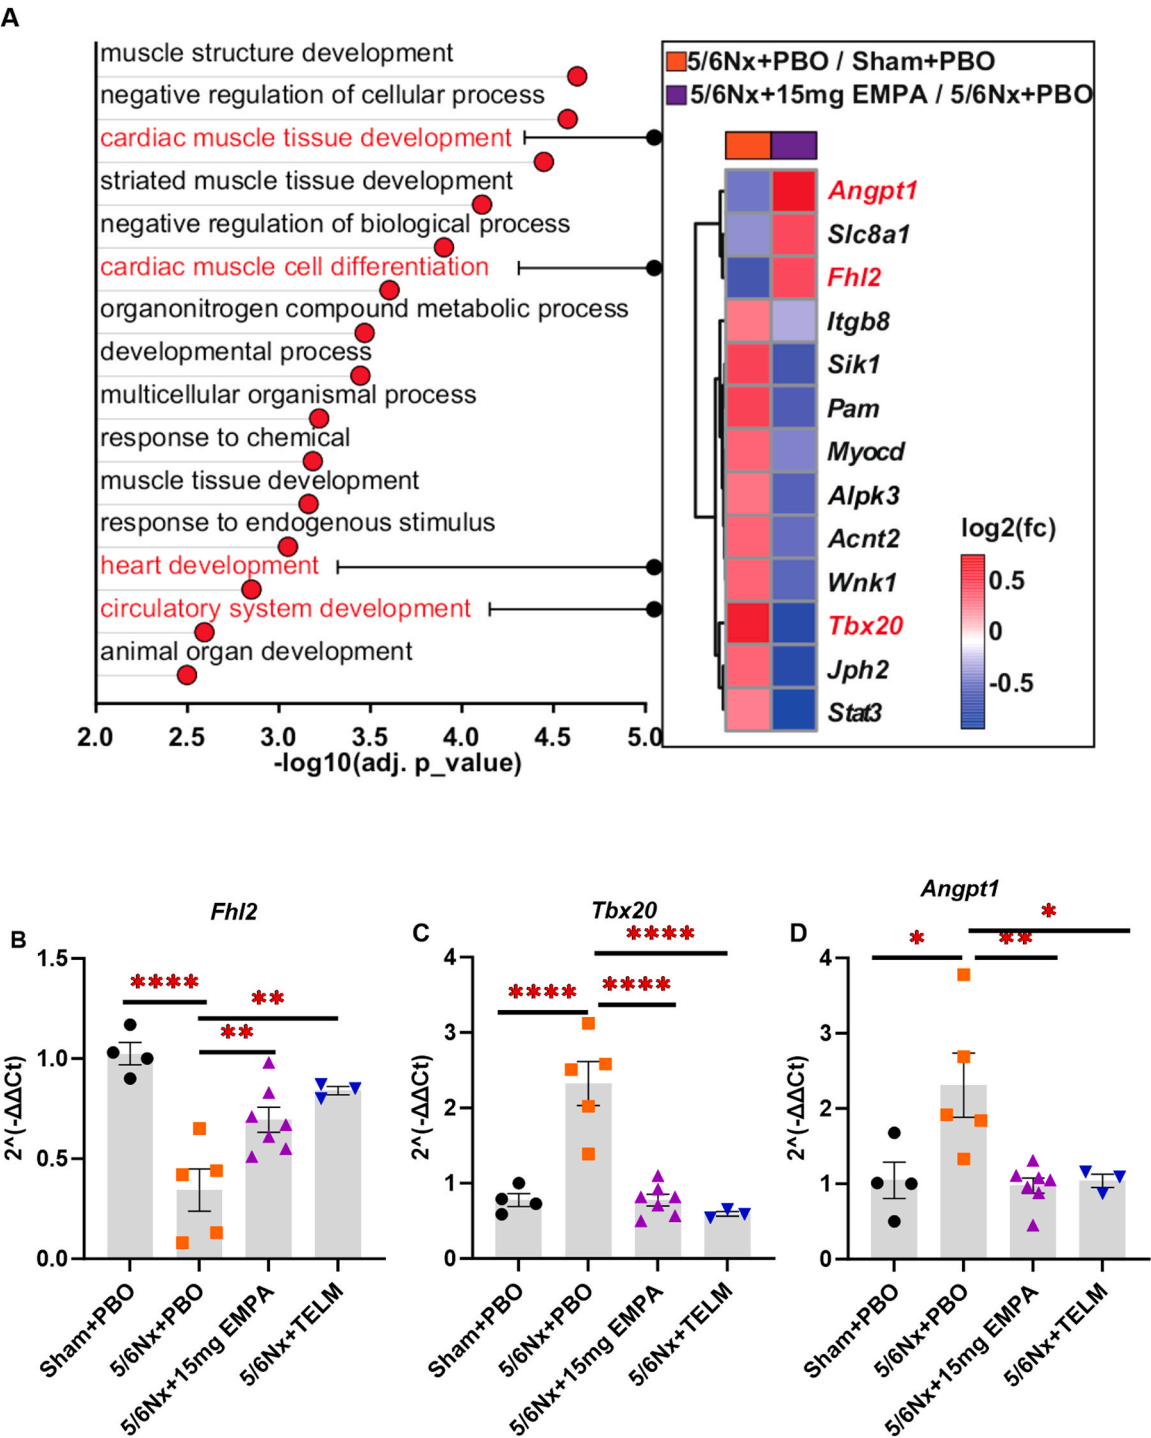 A
muscle structure development
negative regulation of cellular process
cardiac muscle tissue development
striated muscle tissue development
negative regulation of biological process
cardiac muscle cell differentiation
organonitrogen compound metabolic process
developmental process
multicellular organismal process
response to chemical
muscle tissue development
response to endogenous stimulus
heart development
circulatory system development
animal organ development
2.0 2.5 3.0 3.5 4.0 4.5 5.0
-log10(adj. p_value)
5/6Nx+PBO / Sham+PBO
5/6Nx+15mg EMPA / 5/6Nx+PBO
Angpt1
Slc8a1
Fhl2
Itgb8
Sik1
Pam
Myocd
Alpk3
Acnt2
Wnk1
Tbx20
Jph2
Stat3
log2(fc)
0.5
0
-0.5
B
Fhl2
2^(-ΔΔCt)
1.5
1.0
0.5
0.0
****
**
**
Sham+PBO
5/6Nx+PBO
5/6Nx+15mg EMPA
5/6Nx+TELM
C
Tbx20
2^(-ΔΔCt)
4
3
2
1
0
****
****
****
Sham+PBO
5/6Nx+PBO
5/6Nx+15mg EMPA
5/6Nx+TELM
D
Angpt1
2^(-ΔΔCt)
4
3
2
1
0
*
*
**
Sham+PBO
5/6Nx+PBO
5/6Nx+15mg EMPA
5/6Nx+TELM